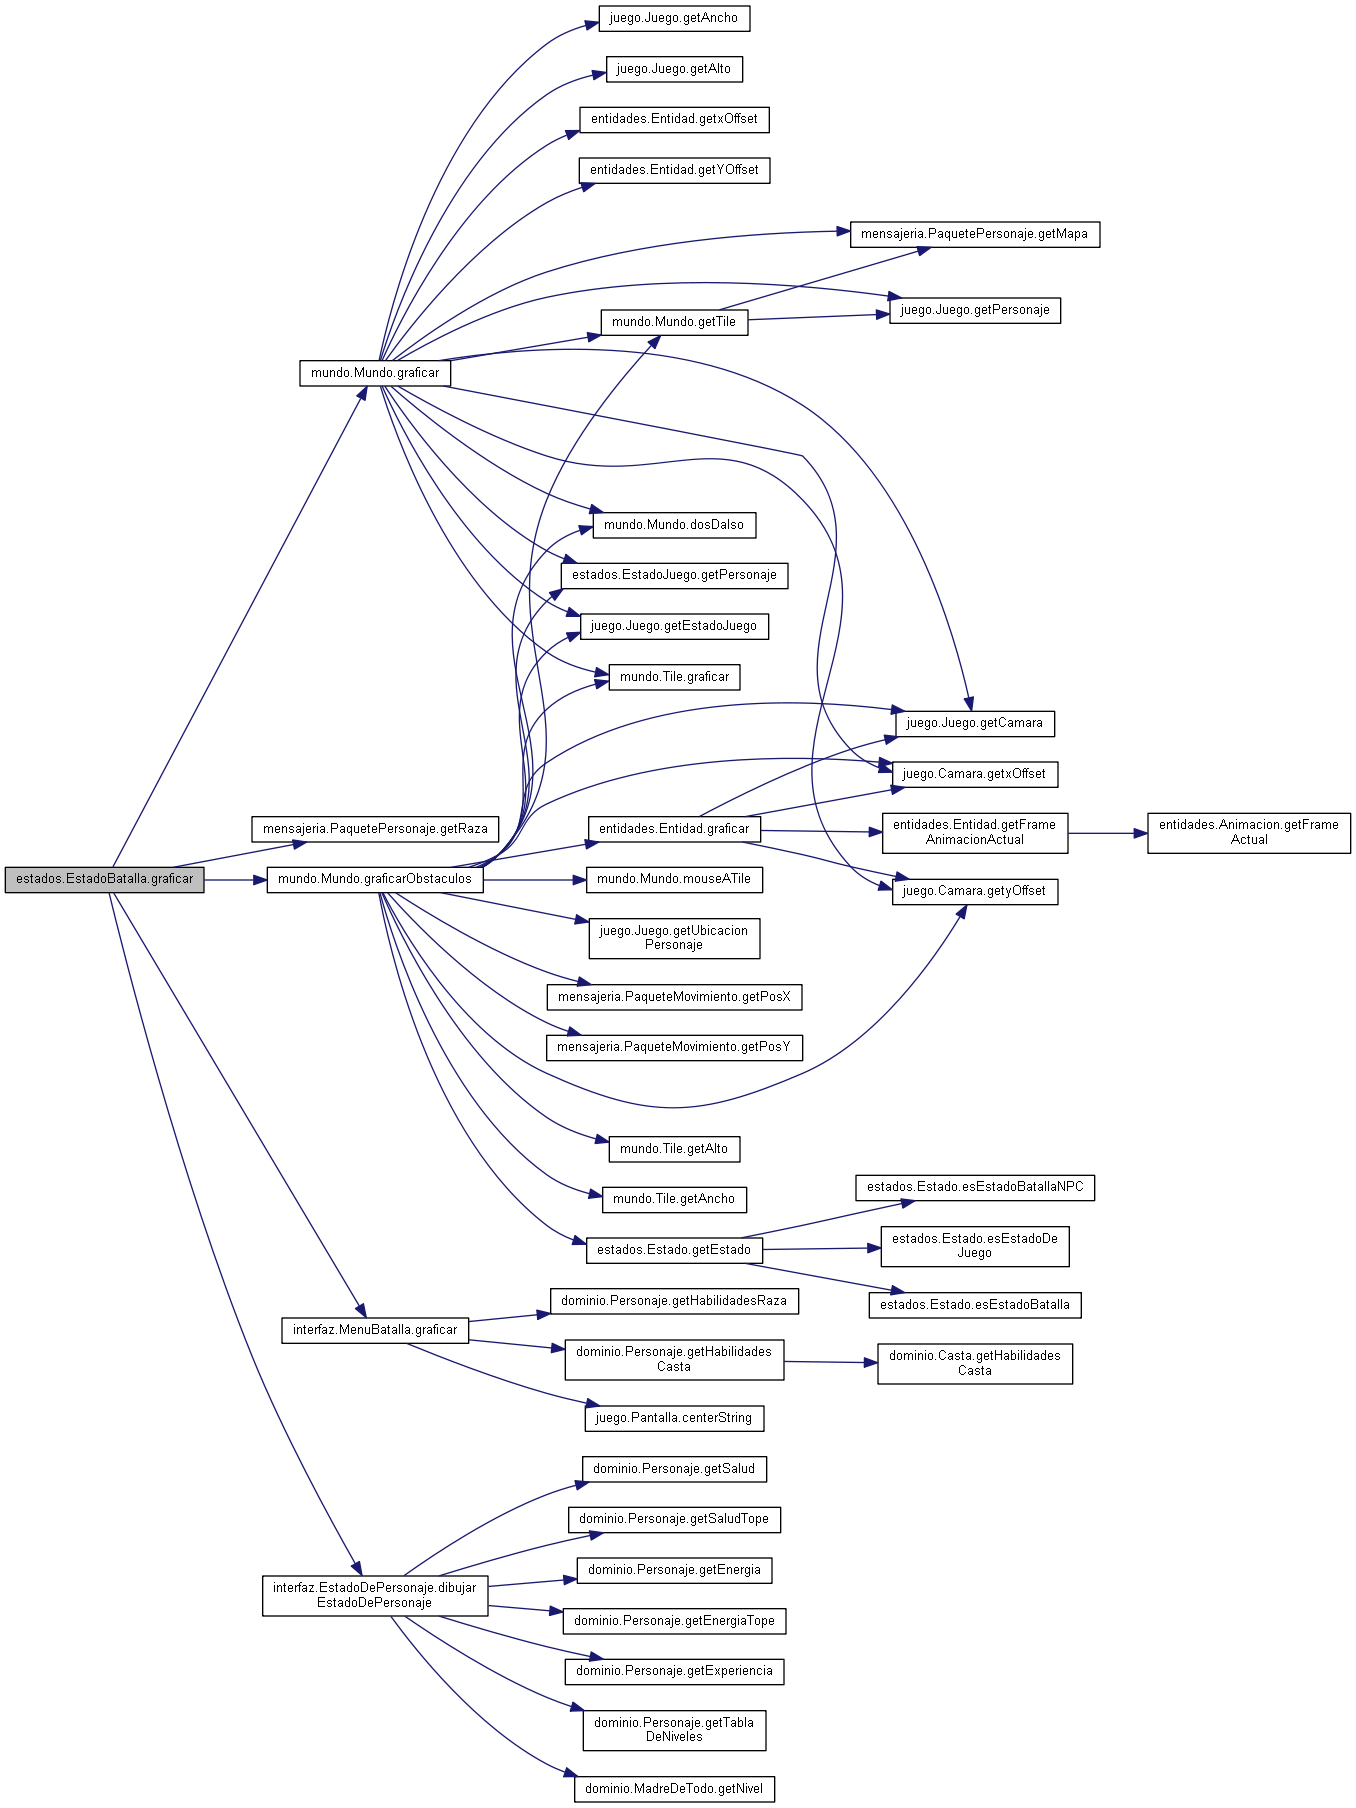 juego.Juego.getAncho
juego.Juego.getAlto
entidades.Entidad.getxOffset
entidades.Entidad.getYOffset
mensajeria.PaquetePersonaje.getMapa
juego.Juego.getPersonaje
mundo.Mundo.getTile
mundo.Mundo.graficar
mundo.Mundo.dosDaIso
estados.EstadoJuego.getPersonaje
juego.Juego.getEstadoJuego
mundo.Tile.graficar
juego.Juego.getCamara
juego.Camara.getxOffset
mensajeria.PaquetePersonaje.getRaza
entidades.Entidad.graficar
entidades.Entidad.getFrame
AnimacionActual
entidades.Animacion.getFrame
Actual
estados.EstadoBatalla.graficar
mundo.Mundo.graficarObstaculos
mundo.Mundo.mouseATile
juego.Camara.getyOffset
juego.Juego.getUbicacion
Personaje
mensajeria.PaqueteMovimiento.getPosX
mensajeria.PaqueteMovimiento.getPosY
mundo.Tile.getAlto
mundo.Tile.getAncho
estados.Estado.esEstadoBatallaNPC
estados.Estado.getEstado
estados.Estado.esEstadoDe
Juego
estados.Estado.esEstadoBatalla
dominio.Personaje.getHabilidadesRaza
interfaz.MenuBatalla.graficar
dominio.Personaje.getHabilidades
Casta
dominio.Casta.getHabilidades
Casta
juego.Pantalla.centerString
dominio.Personaje.getSalud
dominio.Personaje.getSaludTope
dominio.Personaje.getEnergia
interfaz.EstadoDePersonaje.dibujar
EstadoDePersonaje
dominio.Personaje.getEnergiaTope
dominio.Personaje.getExperiencia
dominio.Personaje.getTabla
DeNiveles
dominio.MadreDeTodo.getNivel